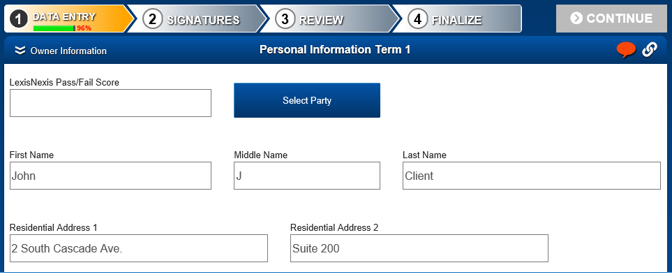 1 DATA ENTRY 2 SIGNATURES 3 REVIEW 4 FINALIZE CONTINUE
96%
Owner Information Personal Information Term 1
LexisNexis Pass/Fail Score
Select Party
First Name Middle Name Last Name
John J Client
Residential Address 1 Residential Address 2
2 South Cascade Ave. Suite 200